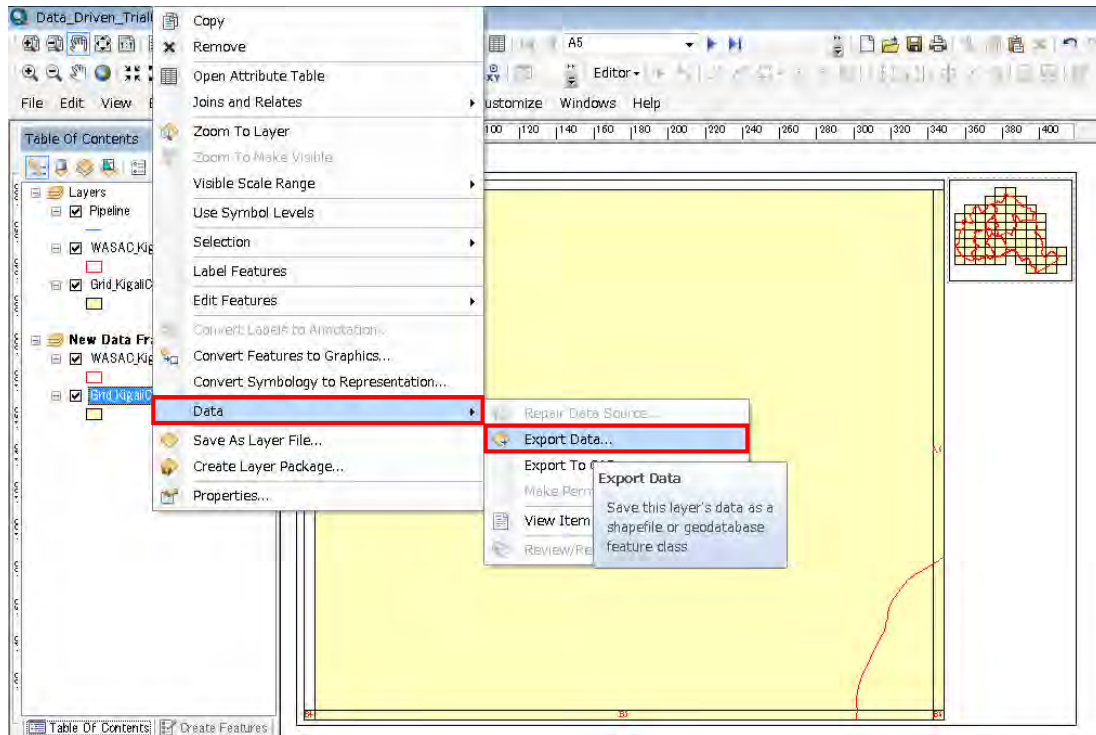 Data_Driven_Trial
A5
Editor
File Edit View
ustomize Windows Help
Table Of Contents
Layers
Pipeline
WASAC_Kig
Grid_KigaliC
New Data Fr
WASAC_Kig
Grid_KigaliC
Copy
Remove
Open Attribute Table
Joins and Relates
Zoom To Layer
Zoom To Make Visible
Visible Scale Range
Use Symbol Levels
Selection
Label Features
Edit Features
Convert Labels to Annotation...
Convert Features to Graphics...
Convert Symbology to Representation...
Data
Save As Layer File...
Create Layer Package...
Properties...
Repair Data Source...
Export Data...
Export To
Make Perm
View Item
Review/Re
Export Data
Save this layer's data as a
shapefile or geodatabase
feature class
100 120 140 160 180 200 220 240 260 280 300 320 340 360 380 400
B5
Table Of Contents Create Features